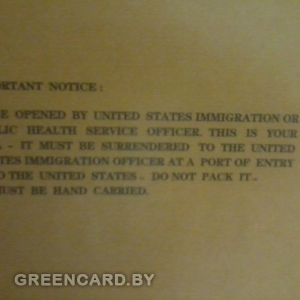 ORTANT NOTICE :
E OPENED BY UNITED STATES IMMIGRATION OR
LIC HEALTH SERVICE OFFICER. THIS IS YOUR
. - IT MUST BE SURRENDERED TO THE UNITED
TES IMMIGRATION OFFICER AT A PORT OF ENTRY
O THE UNITED STATES - DO NOT PACK IT.
UST BE HAND CARRIED.
GREENCARD.BY